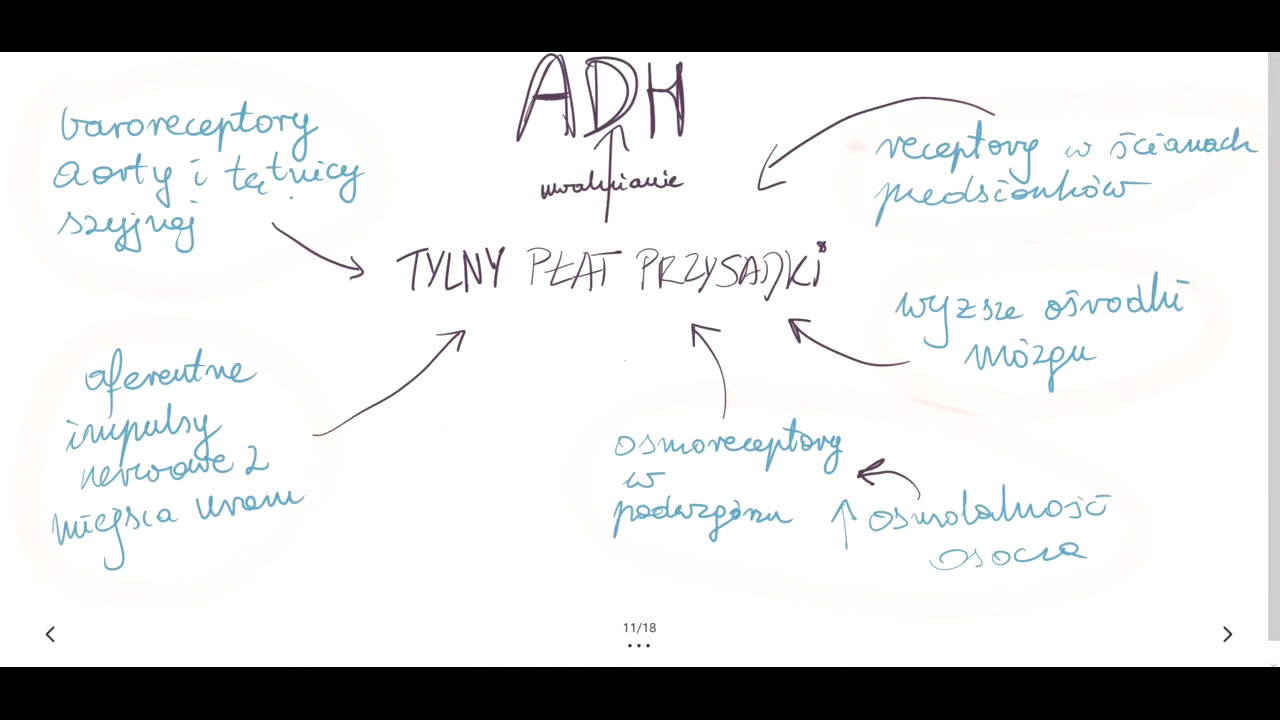 ADH
uwalnianie
TYLNY PŁAT PRZYSADKI
baroreceptory
aorty i tętnicy
szyjnej
receptory w ścianach
przedsionków
wyższe ośrodki
mózgu
aferentne
impulsy
nerwowe z
miejsca urazu
osmoreceptory
w
podwzgórzu
↑ osmolalność
osocza
11/18